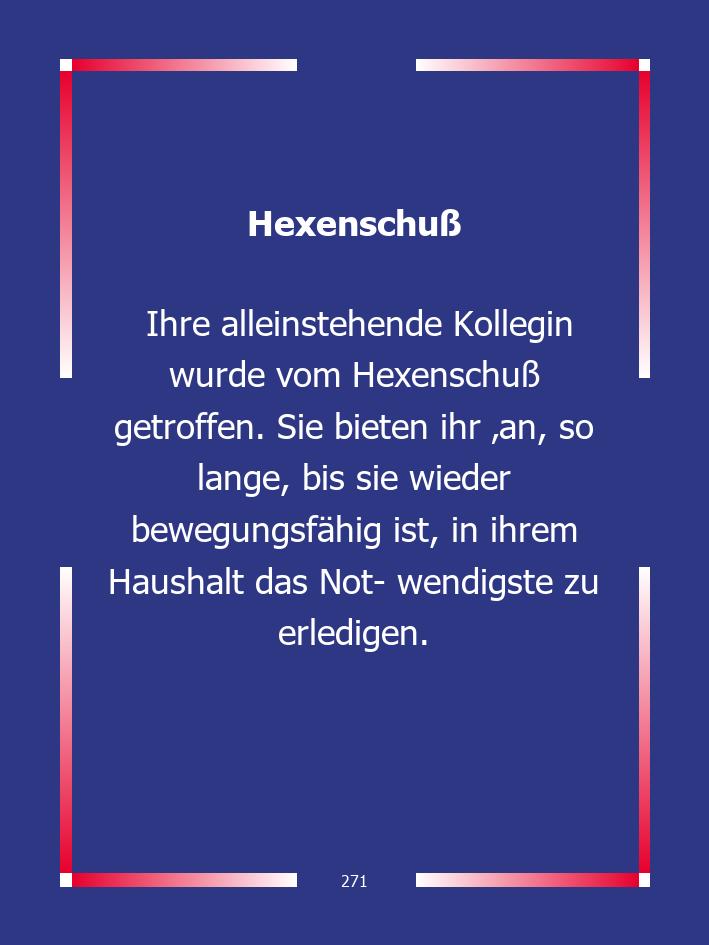 Hexenschuß
Ihre alleinstehende Kollegin
wurde vom Hexenschuß
getroffen. Sie bieten ihr ‚an, so
lange, bis sie wieder
bewegungsfähig ist, in ihrem
Haushalt das Not- wendigste zu
erledigen.
271